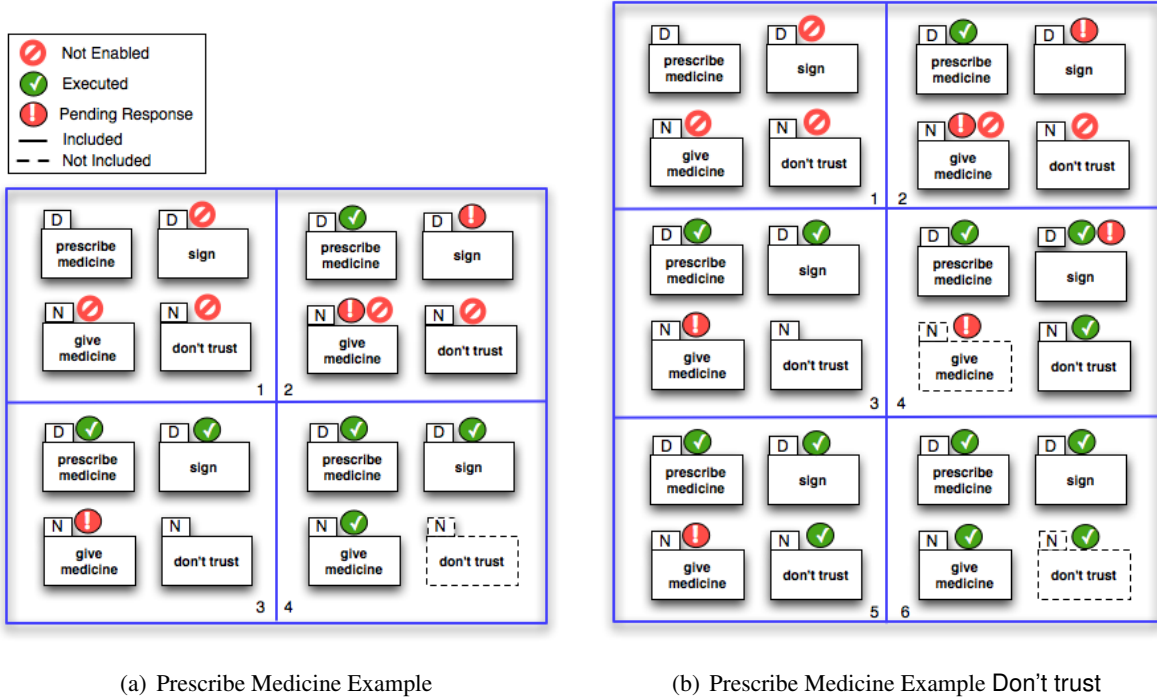 Not Enabled
Executed
Pending Response
Included
Not Included
D D
prescribe
medicine
sign
N N
give
medicine
don't trust
1
D D
prescribe
medicine
sign
N N
give
medicine
don't trust
2
D D
prescribe
medicine
sign
N N
give
medicine
don't trust
3
D D
prescribe
medicine
sign
N N
give
medicine
don't trust
4
(a) Prescribe Medicine Example
D D
prescribe
medicine
sign
N N
give
medicine
don't trust
1
D D
prescribe
medicine
sign
N N
give
medicine
don't trust
2
D D
prescribe
medicine
sign
N N
give
medicine
don't trust
3
D D
prescribe
medicine
sign
N N
give
medicine
don't trust
4
D D
prescribe
medicine
sign
N N
give
medicine
don't trust
5
D D
prescribe
medicine
sign
N N
give
medicine
don't trust
6
(b) Prescribe Medicine Example Don't trust